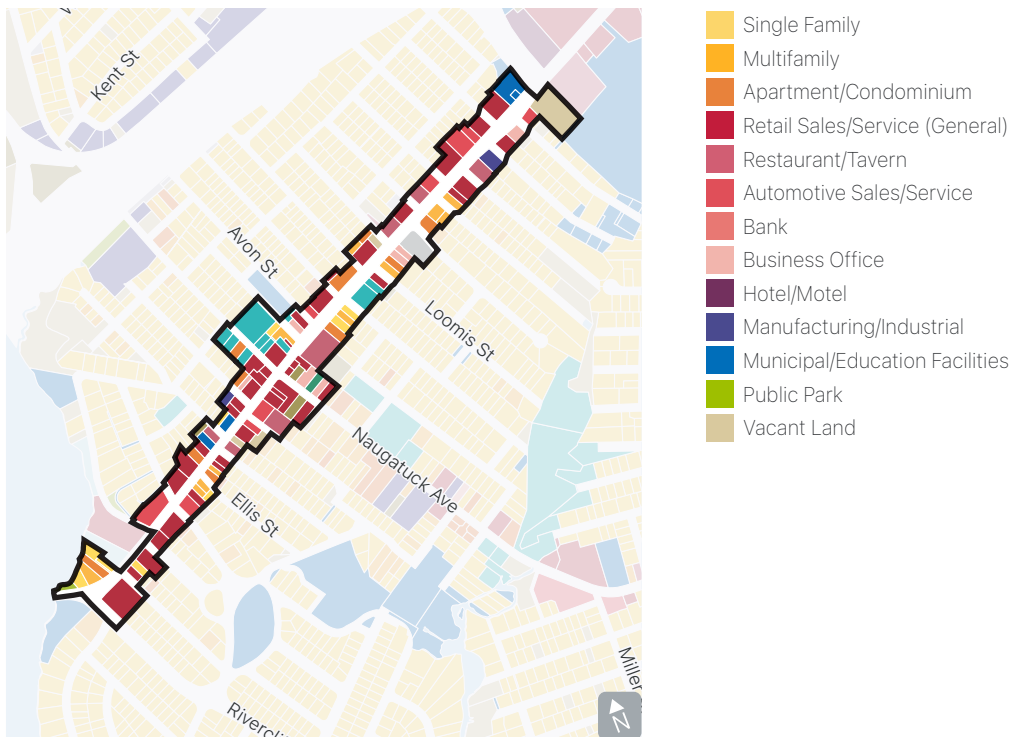 Kent St
Avon St
Loomis St
Naugatuck Ave
Ellis St
Miller
N
Single Family
Multifamily
Apartment/Condominium
Retail Sales/Service (General)
Restaurant/Tavern
Automotive Sales/Service
Bank
Business Office
Hotel/Motel
Manufacturing/Industrial
Municipal/Education Facilities
Public Park
Vacant Land